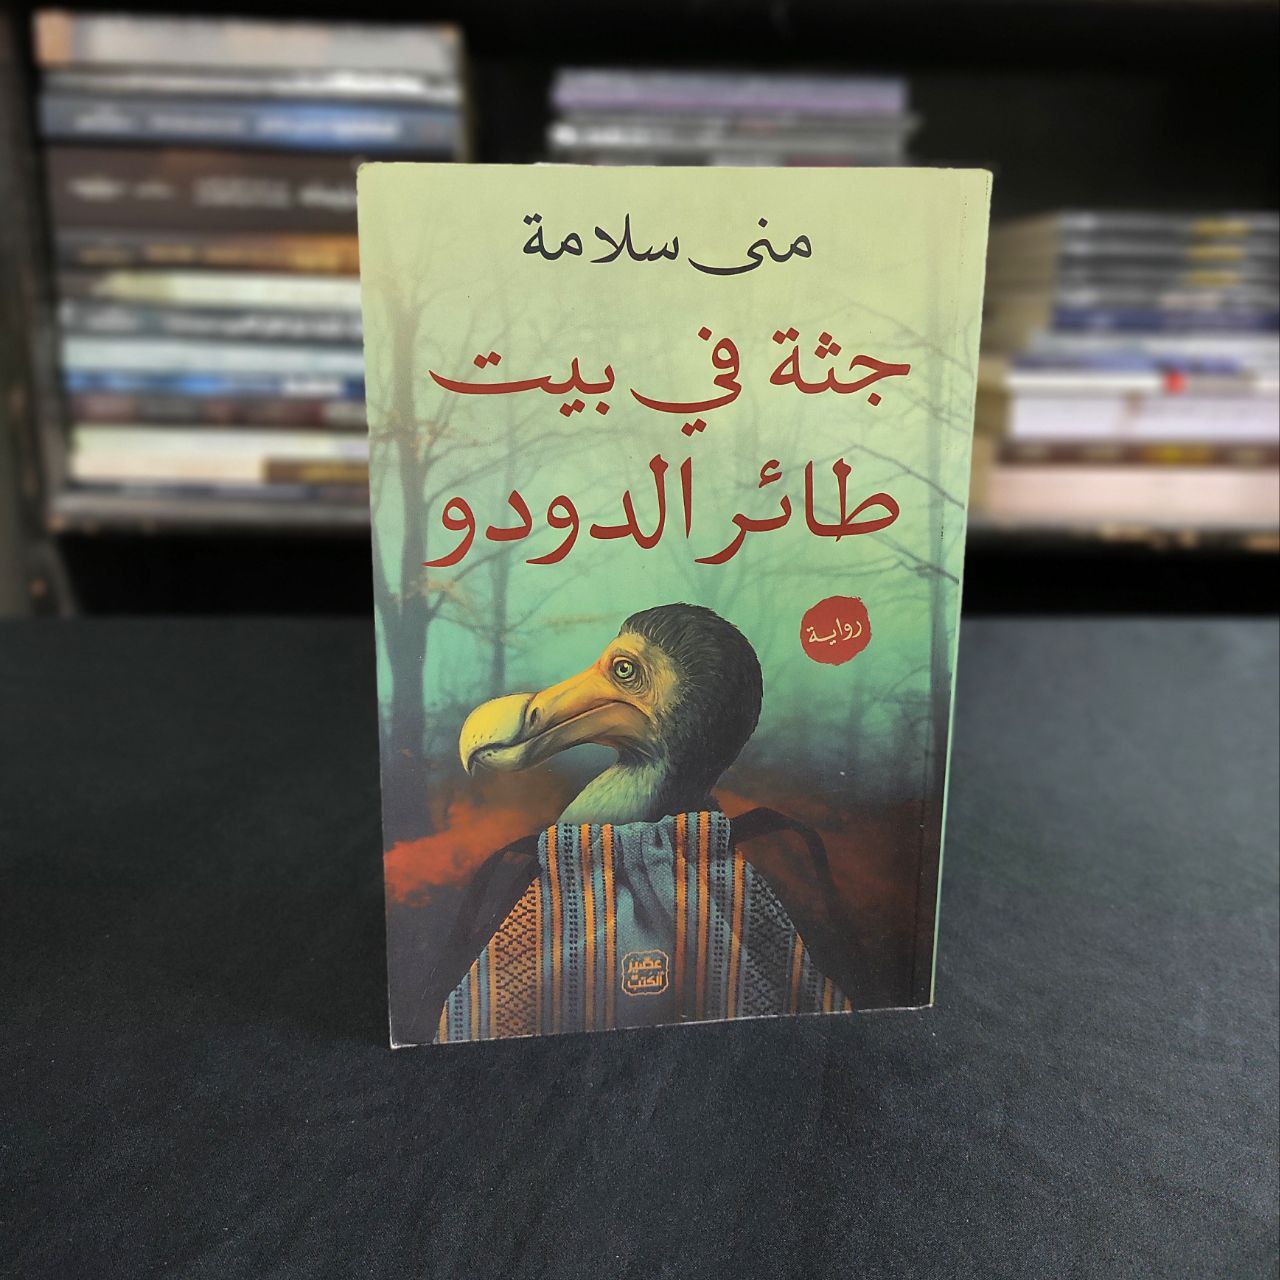 منى سلامة
جثة في بيت
طائر الدودو
رواية
عصير
الكتب